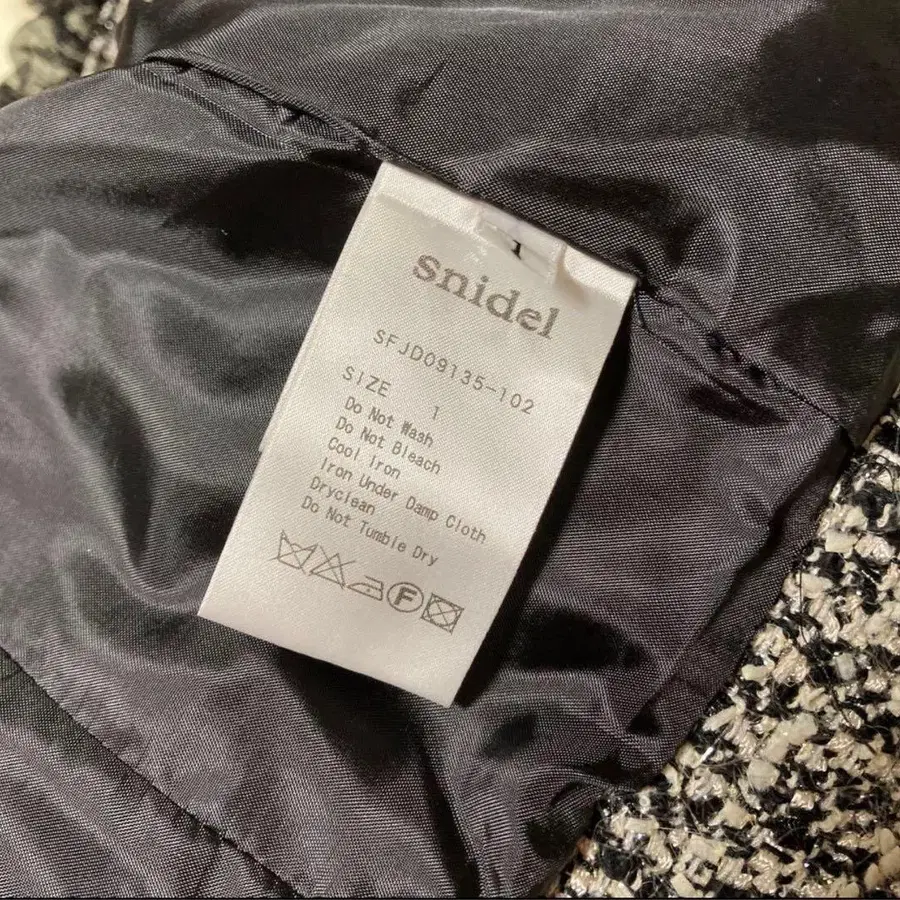 snidel
SFJD09135-102
SIZE
1
Do Not Wash
Do Not Bleach
Cool Iron
Iron Under Damp Cloth
Dryclean
Do Not Tumble Dry
F